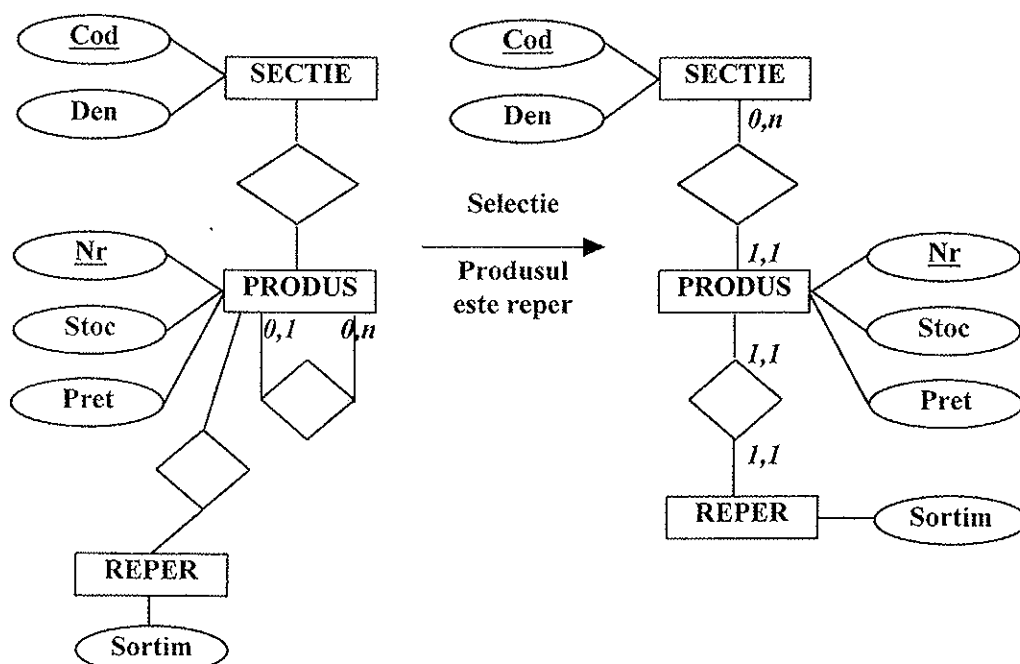 Cod
SECTIE
Den
Nr
PRODUS
Stoc
0,1
0,n
Pret
REPER
Sortim
Selectie
Produsul
este reper
Cod
SECTIE
Den
0,n
1,1
Nr
PRODUS
Stoc
1,1
Pret
1,1
REPER
Sortim